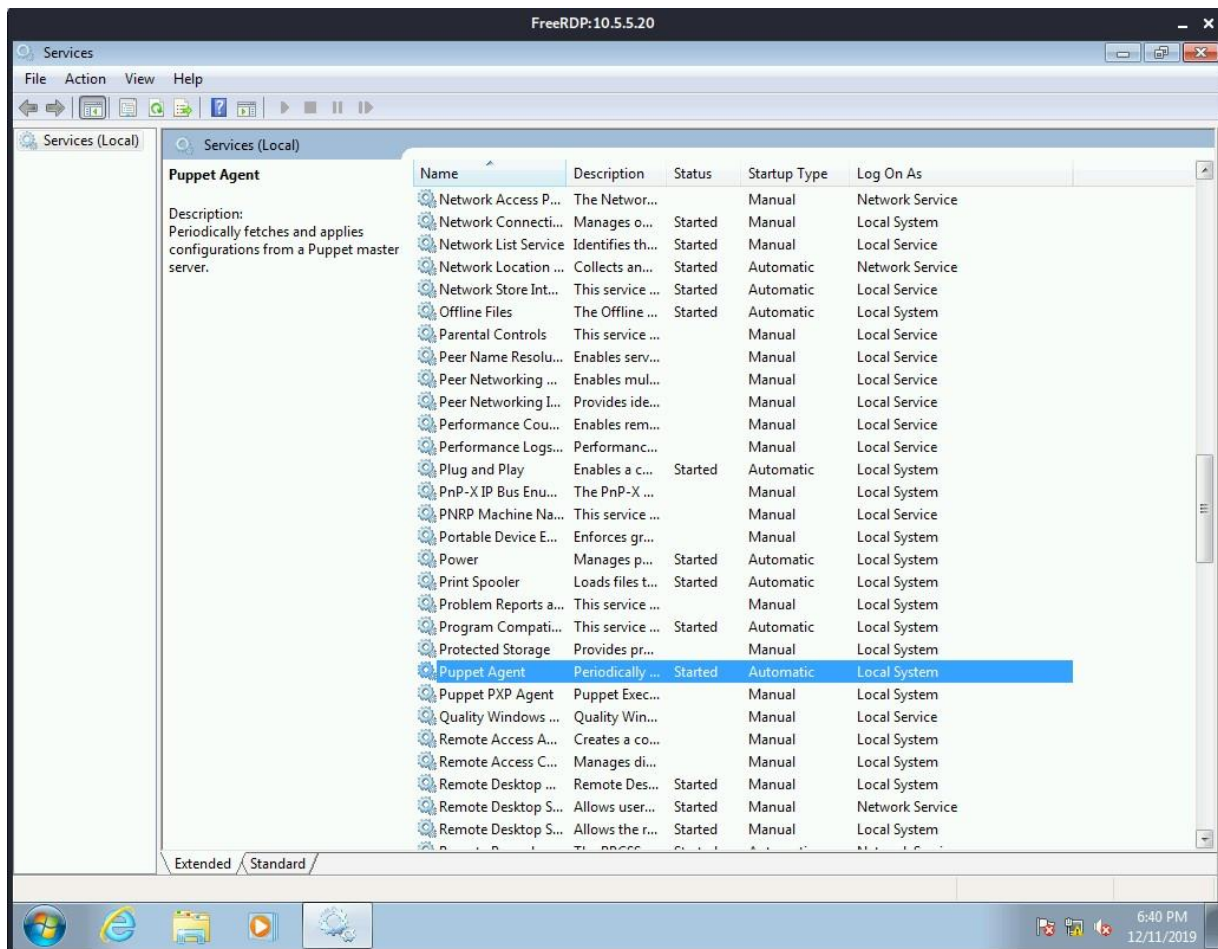 FreeRDP:10.5.5.20
Services
File Action View Help
Services (Local)
Services (Local)
Puppet Agent
Description:
Periodically fetches and applies
configurations from a Puppet master
server.
Name Description Status Startup Type Log On As
Network Access P... The Networ... Manual Network Service
Network Connecti... Manages o... Started Manual Local System
Network List Service Identifies th... Started Manual Local Service
Network Location ... Collects an... Started Automatic Network Service
Network Store Int... This service ... Started Automatic Local Service
Offline Files The Offline ... Started Automatic Local System
Parental Controls This service ... Manual Local Service
Peer Name Resolu... Enables serv... Manual Local Service
Peer Networking ... Enables mul... Manual Local Service
Peer Networking I... Provides ide... Manual Local Service
Performance Cou... Enables rem... Manual Local Service
Performance Logs... Performanc... Manual Local Service
Plug and Play Enables a c... Started Automatic Local System
PnP-X IP Bus Enu... The PnP-X ... Manual Local System
PNRP Machine Na... This service ... Manual Local Service
Portable Device E... Enforces gr... Manual Local System
Power Manages p... Started Automatic Local System
Print Spooler Loads files t... Started Automatic Local System
Problem Reports a... This service ... Manual Local System
Program Compati... This service ... Started Automatic Local System
Protected Storage Provides pr... Manual Local System
Puppet Agent Periodically ... Started Automatic Local System
Puppet PXP Agent Puppet Exec... Manual Local System
Quality Windows ... Quality Win... Manual Local Service
Remote Access A... Creates a co... Manual Local System
Remote Access C... Manages di... Manual Local System
Remote Desktop ... Remote Des... Started Manual Local System
Remote Desktop S... Allows user... Started Manual Network Service
Remote Desktop S... Allows the r... Started Manual Local System
Extended Standard
6:40 PM
12/11/2019